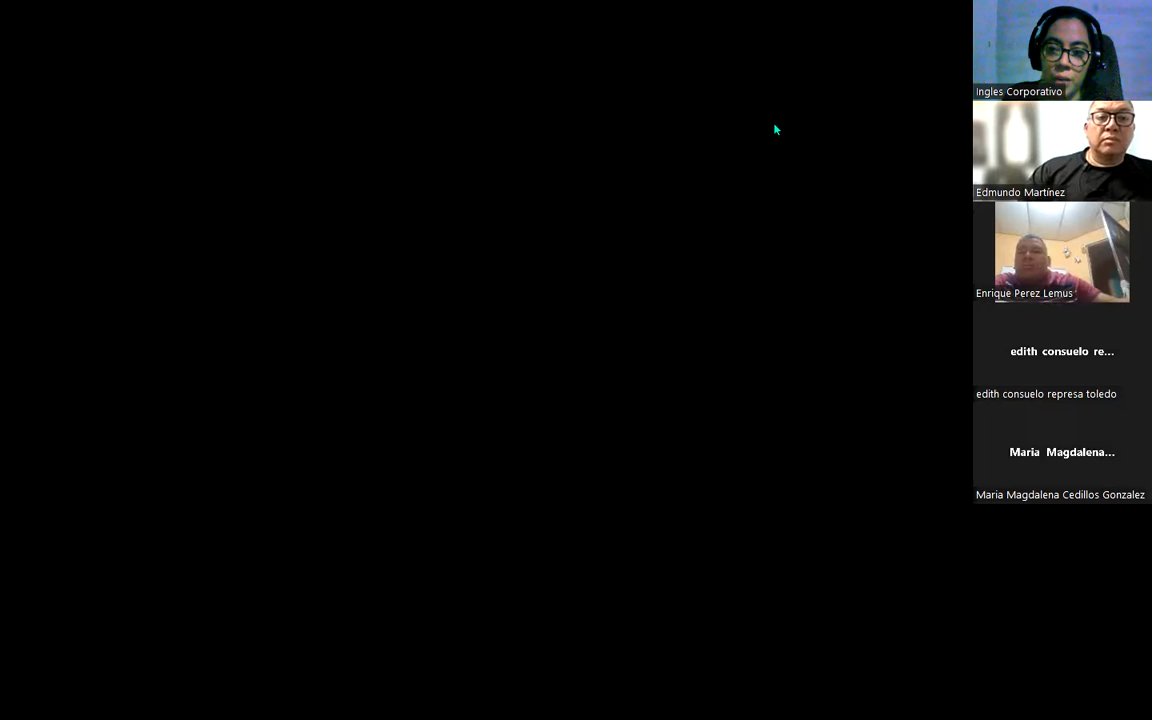 Ingles Corporativo
Edmundo Martínez
Enrique Perez Lemus
edith consuelo re...
edith consuelo represa toledo
Maria Magdalena...
Maria Magdalena Cedillos Gonzalez